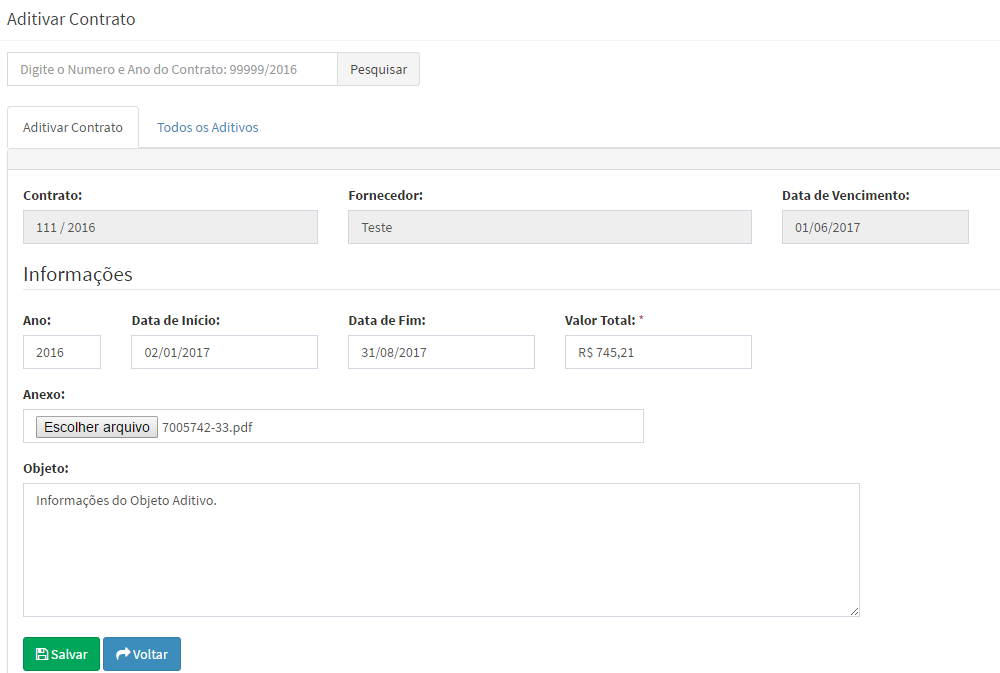 Aditivar Contrato
Digite o Numero e Ano do Contrato: 99999/2016 Pesquisar
Aditivar Contrato Todos os Aditivos
Contrato: Fornecedor: Data de Vencimento:
111 / 2016 Teste 01/06/2017
Informações
Ano: Data de Início: Data de Fim: Valor Total: *
2016 02/01/2017 31/08/2017 R$ 745,21
Anexo:
Escolher arquivo 7005742-33.pdf
Objeto:
Informações do Objeto Aditivo.
Salvar Voltar